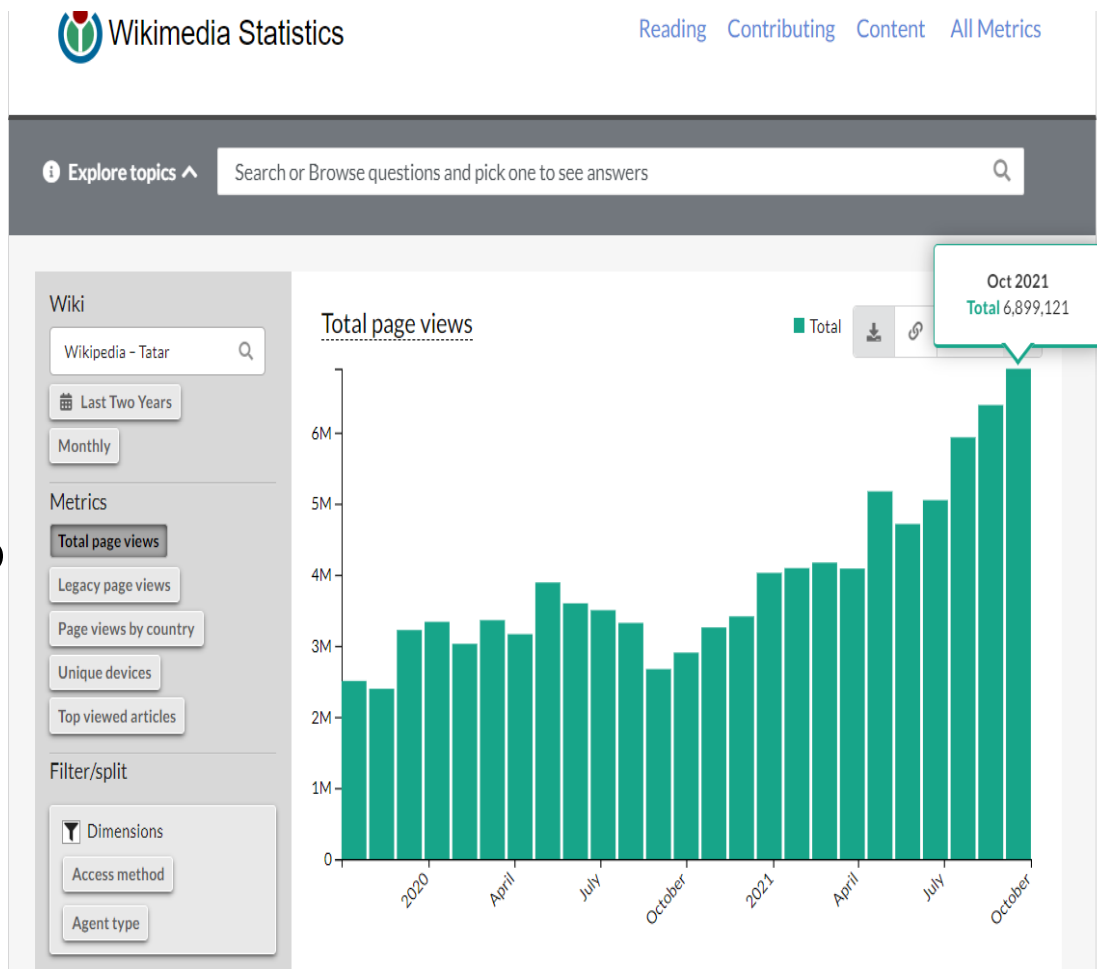 Wikimedia Statistics
Reading Contributing Content All Metrics
Explore topics
Search or Browse questions and pick one to see answers
Wiki
Wikipedia – Tatar
Last Two Years
Monthly
Metrics
Total page views
Legacy page views
Page views by country
Unique devices
Top viewed articles
Filter/split
Dimensions
Access method
Agent type
Total page views
Total
Oct 2021
Total 6,899,121
6M
5M
4M
3M
2M
1M
0
2020 April July October 2021 April July October